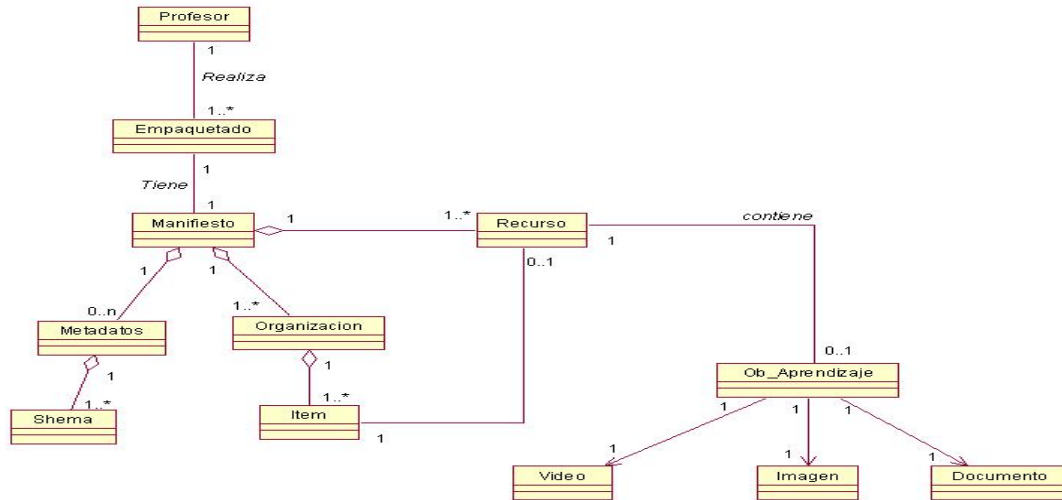 Profesor
1
Realiza
1..*
Empaquetado
1
Tiene
1
Manifiesto
1
1..*
Recurso
1
contiene
1
1
0..1
0..n
1..*
Metadatos
Organizacion
1
1
0..1
Ob_Aprendizaje
1..*
1..*
Shema
Item
1
1
1
1
1
1
1
Video
Imagen
Documento